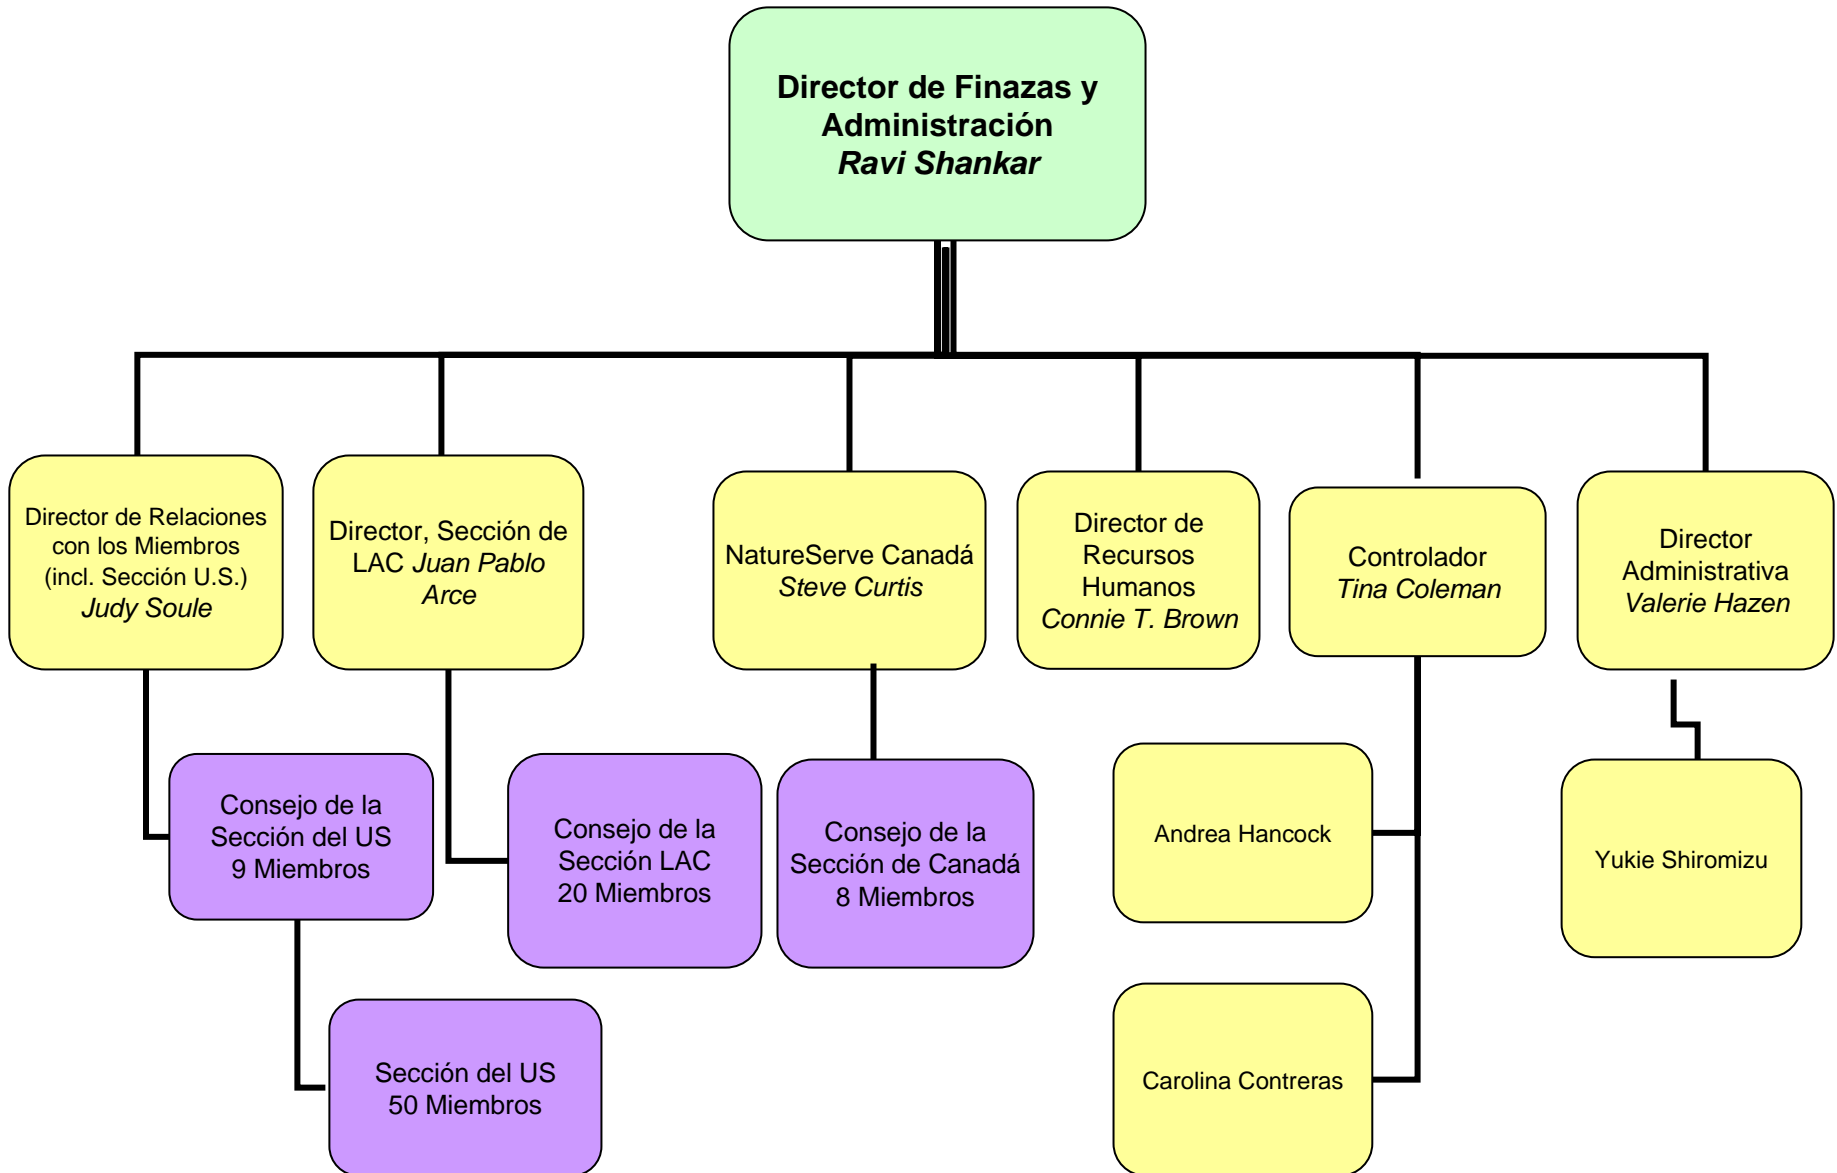 Director de Finazas y
Administración
Ravi Shankar
Director de Relaciones
con los Miembros
(incl. Sección U.S.)
Judy Soule
Director, Sección de
LAC Juan Pablo
Arce
NatureServe Canadá
Steve Curtis
Director de
Recursos
Humanos
Connie T. Brown
Controlador
Tina Coleman
Director
Administrativa
Valerie Hazen
Consejo de la
Sección del US
9 Miembros
Consejo de la
Sección LAC
20 Miembros
Consejo de la
Sección de Canadá
8 Miembros
Andrea Hancock
Yukie Shiromizu
Sección del US
50 Miembros
Carolina Contreras